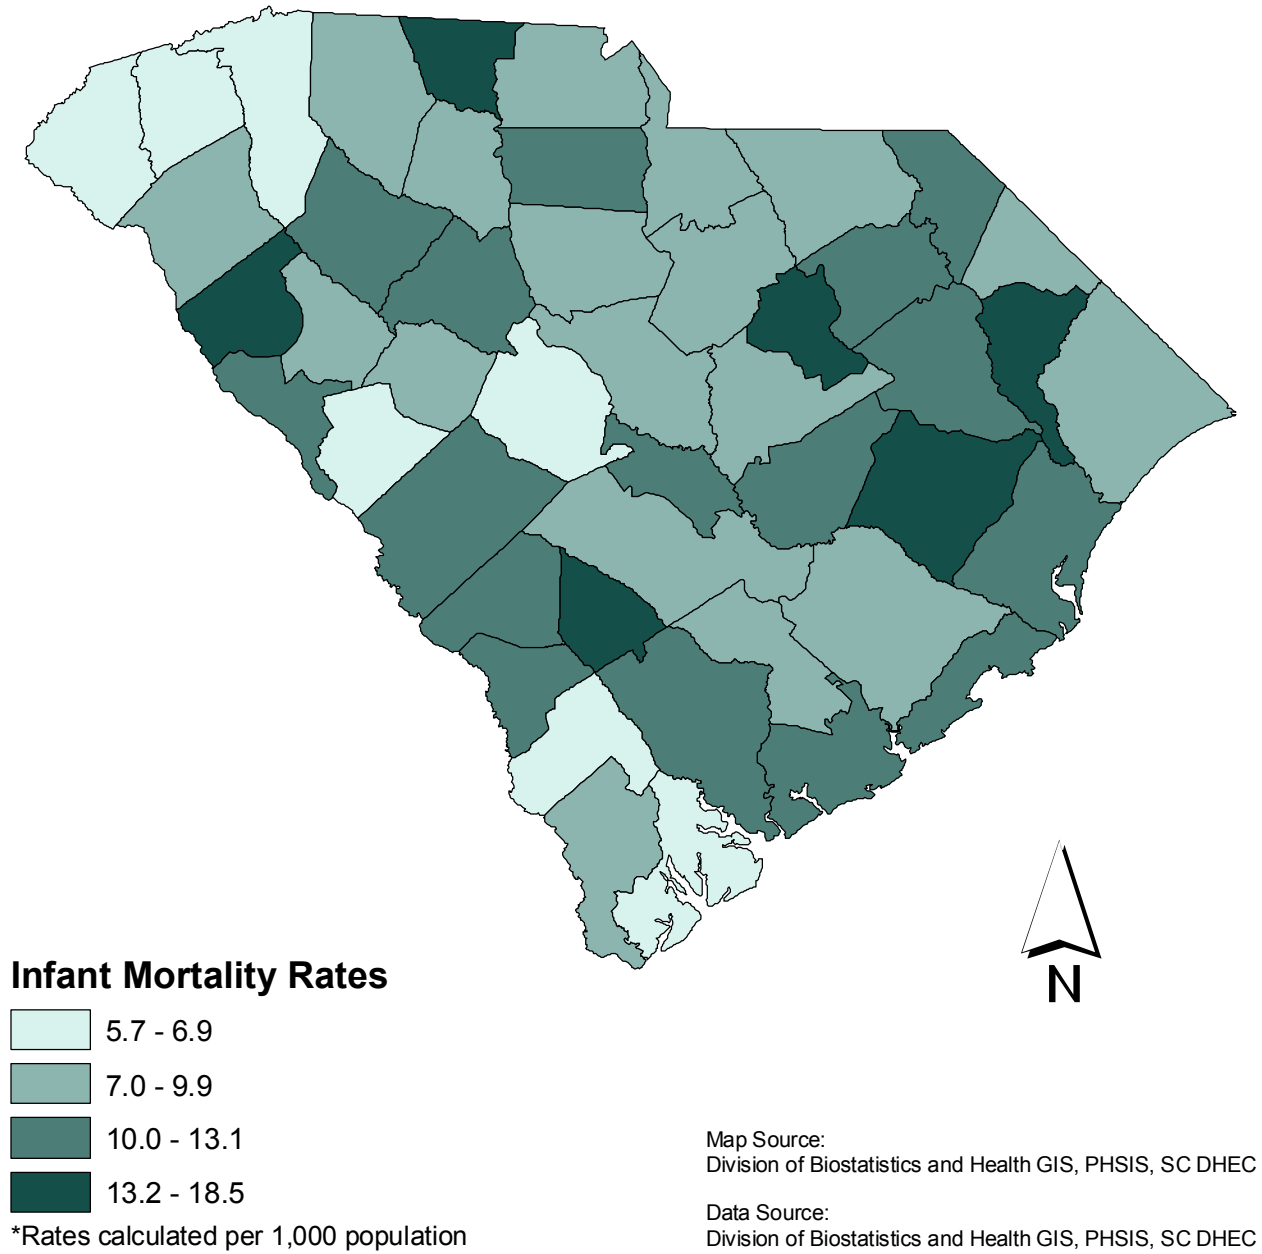 N
Infant Mortality Rates
5.7 - 6.9
7.0 - 9.9
10.0 - 13.1
13.2 - 18.5
*Rates calculated per 1,000 population
Map Source:
Division of Biostatistics and Health GIS, PHSIS, SC DHEC
Data Source:
Division of Biostatistics and Health GIS, PHSIS, SC DHEC